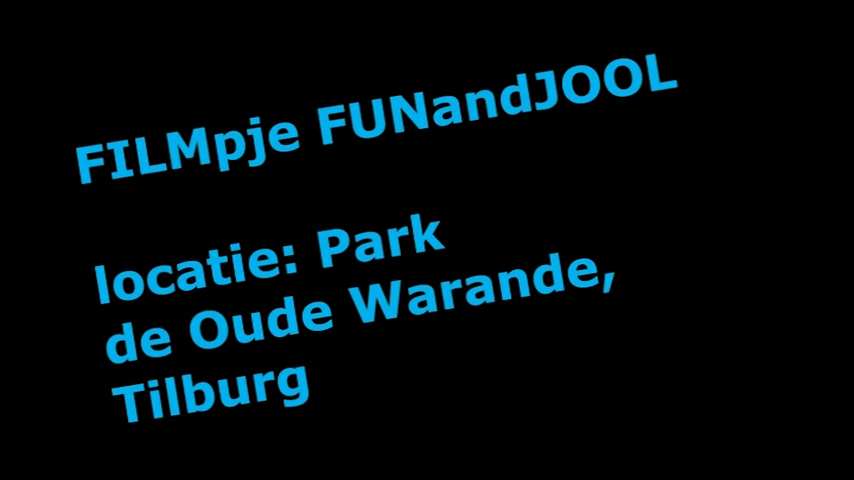 FILMpje FUNandJOOL
locatie: Park
de Oude Warande,
Tilburg